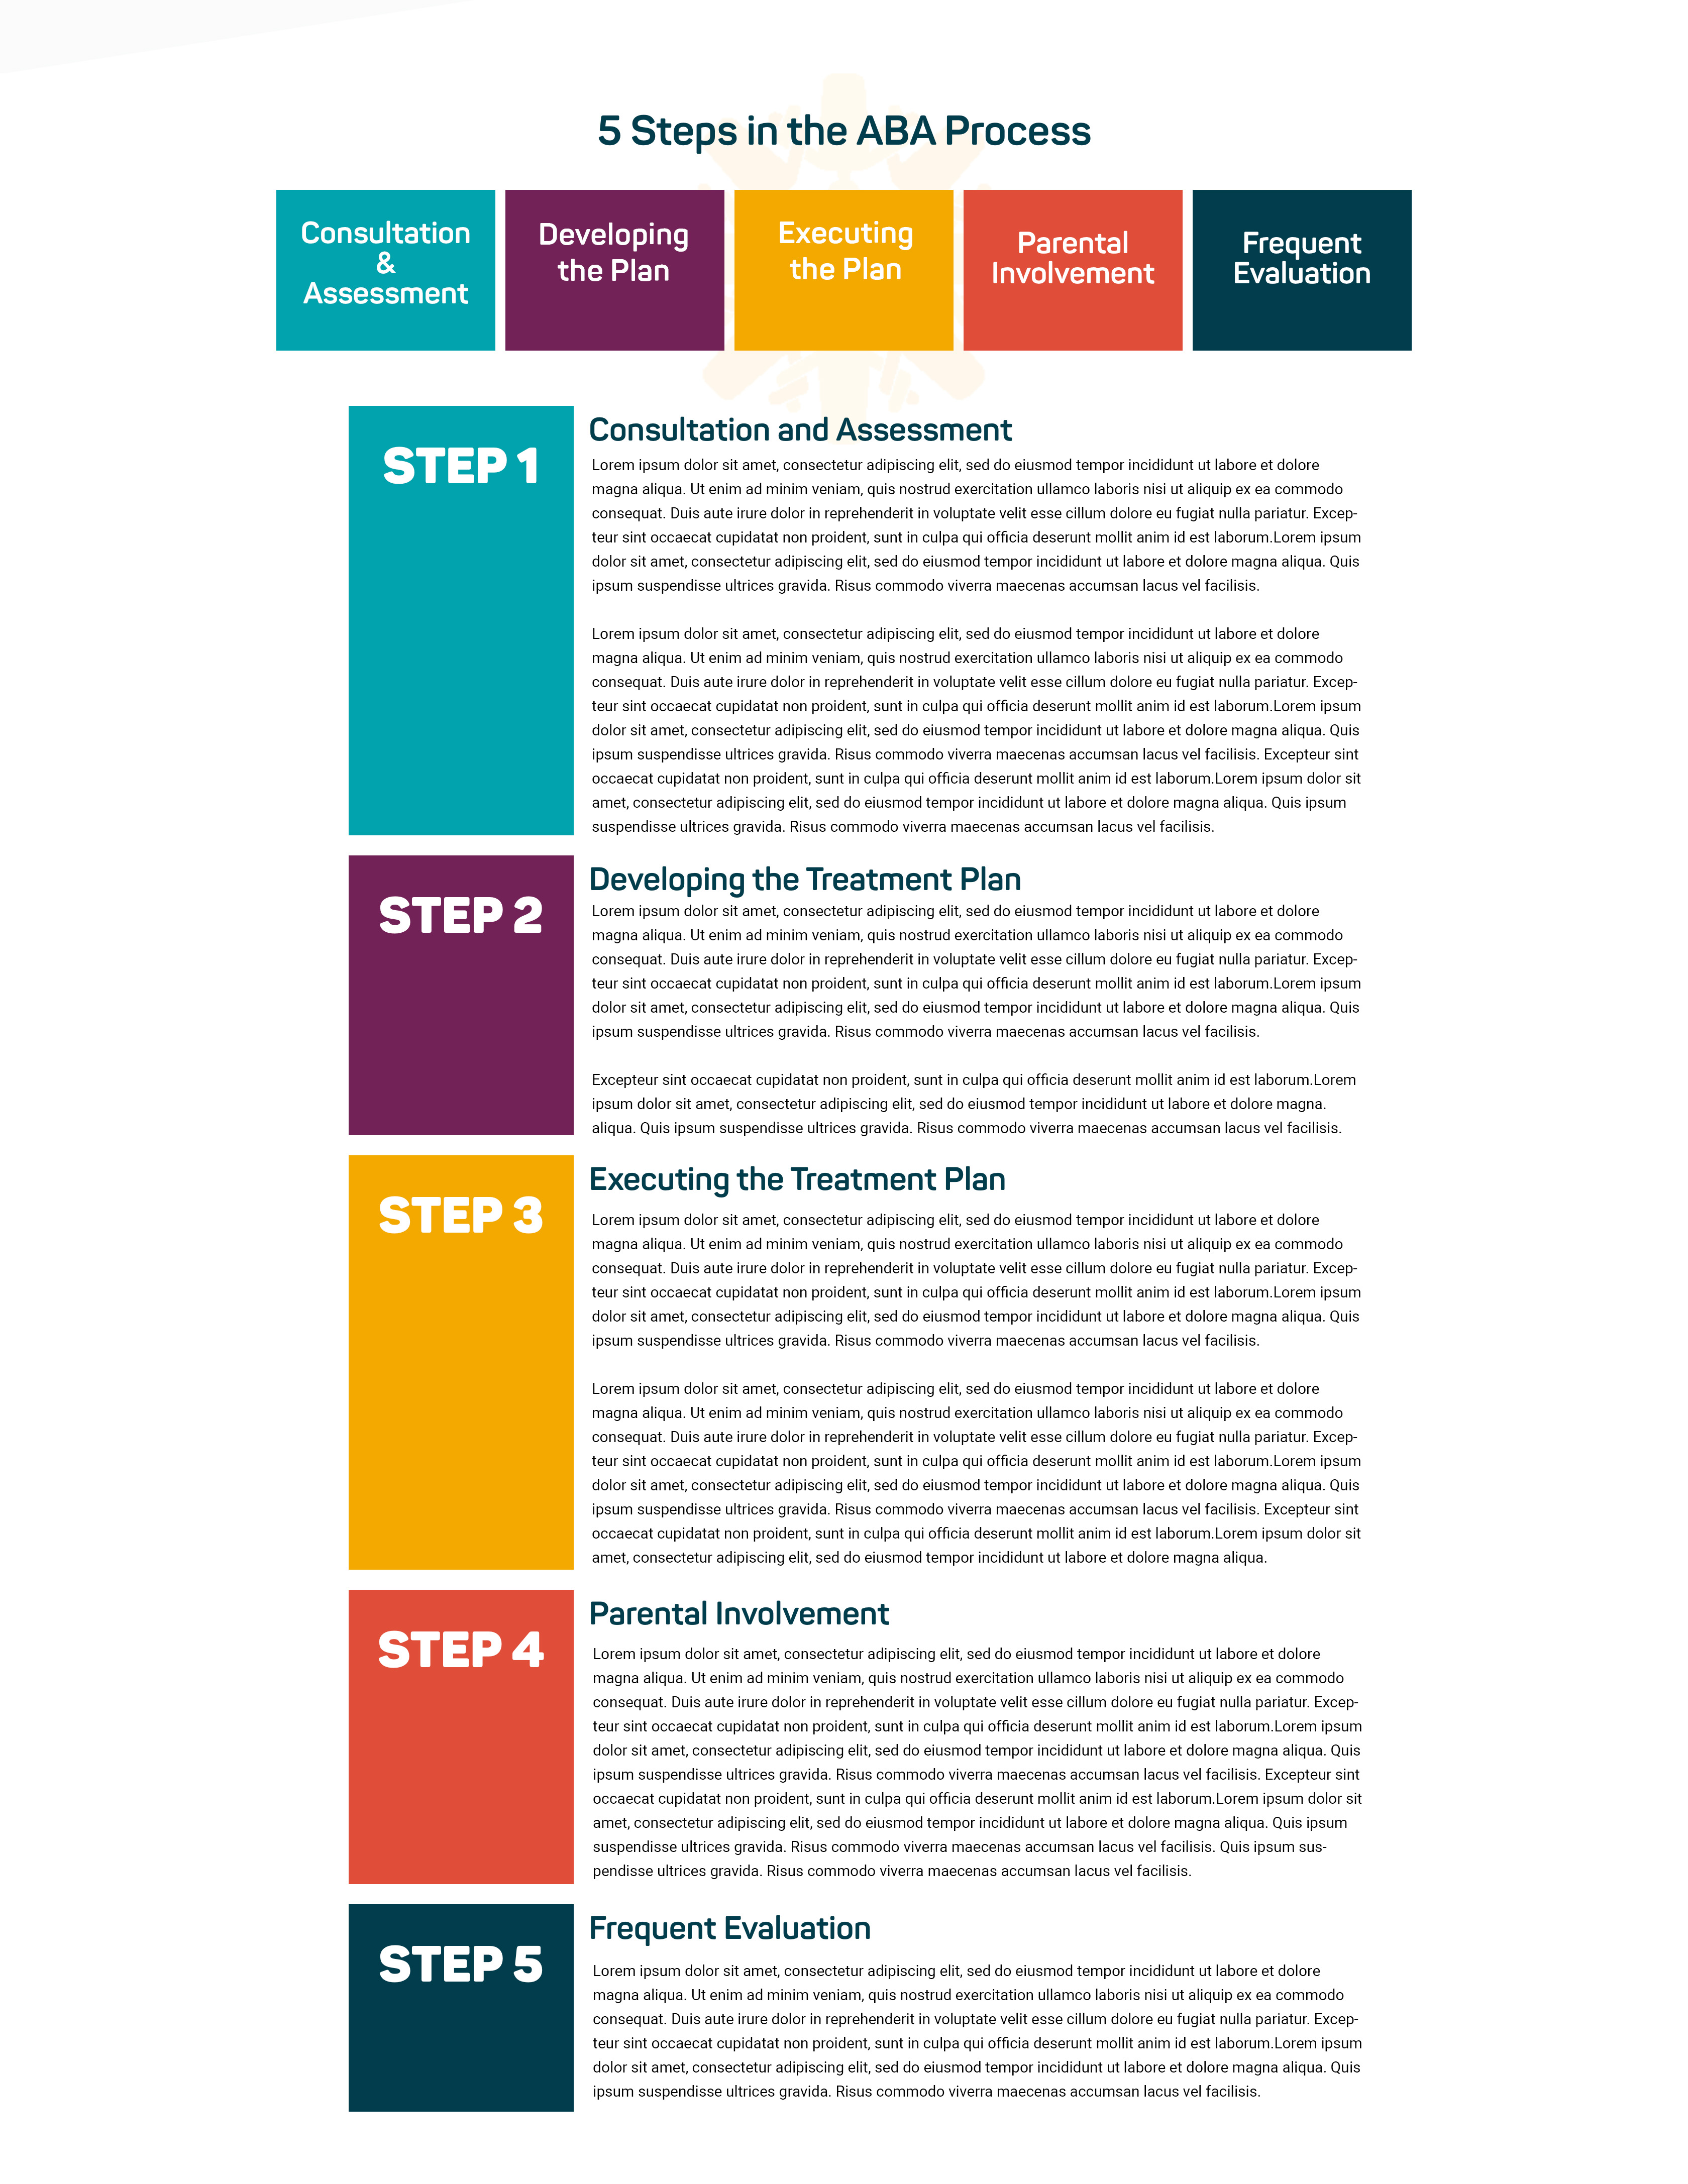 5 Steps in the ABA Process
Consultation
&
Assessment
Developing
the Plan
Executing
the Plan
Parental
Involvement
Frequent
Evaluation
STEP 1
Consultation and Assessment
Lorem ipsum dolor sit amet, consectetur adipiscing elit, sed do eiusmod tempor incididunt ut labore et dolore
magna aliqua. Ut enim ad minim veniam, quis nostrud exercitation ullamco laboris nisi ut aliquip ex ea commodo
consequat. Duis aute irure dolor in reprehenderit in voluptate velit esse cillum dolore eu fugiat nulla pariatur. Excep-
teur sint occaecat cupidatat non proident, sunt in culpa qui officia deserunt mollit anim id est laborum.Lorem ipsum
dolor sit amet, consectetur adipiscing elit, sed do eiusmod tempor incididunt ut labore et dolore magna aliqua. Quis
ipsum suspendisse ultrices gravida. Risus commodo viverra maecenas accumsan lacus vel facilisis.
Lorem ipsum dolor sit amet, consectetur adipiscing elit, sed do eiusmod tempor incididunt ut labore et dolore
magna aliqua. Ut enim ad minim veniam, quis nostrud exercitation ullamco laboris nisi ut aliquip ex ea commodo
consequat. Duis aute irure dolor in reprehenderit in voluptate velit esse cillum dolore eu fugiat nulla pariatur. Excep-
teur sint occaecat cupidatat non proident, sunt in culpa qui officia deserunt mollit anim id est laborum.Lorem ipsum
dolor sit amet, consectetur adipiscing elit, sed do eiusmod tempor incididunt ut labore et dolore magna aliqua. Quis
ipsum suspendisse ultrices gravida. Risus commodo viverra maecenas accumsan lacus vel facilisis. Excepteur sint
occaecat cupidatat non proident, sunt in culpa qui officia deserunt mollit anim id est laborum.Lorem ipsum dolor sit
amet, consectetur adipiscing elit, sed do eiusmod tempor incididunt ut labore et dolore magna aliqua. Quis ipsum
suspendisse ultrices gravida. Risus commodo viverra maecenas accumsan lacus vel facilisis.
STEP 2
Developing the Treatment Plan
Lorem ipsum dolor sit amet, consectetur adipiscing elit, sed do eiusmod tempor incididunt ut labore et dolore
magna aliqua. Ut enim ad minim veniam, quis nostrud exercitation ullamco laboris nisi ut aliquip ex ea commodo
consequat. Duis aute irure dolor in reprehenderit in voluptate velit esse cillum dolore eu fugiat nulla pariatur. Excep-
teur sint occaecat cupidatat non proident, sunt in culpa qui officia deserunt mollit anim id est laborum.Lorem ipsum
dolor sit amet, consectetur adipiscing elit, sed do eiusmod tempor incididunt ut labore et dolore magna aliqua. Quis
ipsum suspendisse ultrices gravida. Risus commodo viverra maecenas accumsan lacus vel facilisis.
Excepteur sint occaecat cupidatat non proident, sunt in culpa qui officia deserunt mollit anim id est laborum.Lorem
ipsum dolor sit amet, consectetur adipiscing elit, sed do eiusmod tempor incididunt ut labore et dolore magna.
aliqua. Quis ipsum suspendisse ultrices gravida. Risus commodo viverra maecenas accumsan lacus vel facilisis.
STEP 3
Executing the Treatment Plan
Lorem ipsum dolor sit amet, consectetur adipiscing elit, sed do eiusmod tempor incididunt ut labore et dolore
magna aliqua. Ut enim ad minim veniam, quis nostrud exercitation ullamco laboris nisi ut aliquip ex ea commodo
consequat. Duis aute irure dolor in reprehenderit in voluptate velit esse cillum dolore eu fugiat nulla pariatur. Excep-
teur sint occaecat cupidatat non proident, sunt in culpa qui officia deserunt mollit anim id est laborum.Lorem ipsum
dolor sit amet, consectetur adipiscing elit, sed do eiusmod tempor incididunt ut labore et dolore magna aliqua. Quis
ipsum suspendisse ultrices gravida. Risus commodo viverra maecenas accumsan lacus vel facilisis.
Lorem ipsum dolor sit amet, consectetur adipiscing elit, sed do eiusmod tempor incididunt ut labore et dolore
magna aliqua. Ut enim ad minim veniam, quis nostrud exercitation ullamco laboris nisi ut aliquip ex ea commodo
consequat. Duis aute irure dolor in reprehenderit in voluptate velit esse cillum dolore eu fugiat nulla pariatur. Excep-
teur sint occaecat cupidatat non proident, sunt in culpa qui officia deserunt mollit anim id est laborum.Lorem ipsum
dolor sit amet, consectetur adipiscing elit, sed do eiusmod tempor incididunt ut labore et dolore magna aliqua. Quis
ipsum suspendisse ultrices gravida. Risus commodo viverra maecenas accumsan lacus vel facilisis. Excepteur sint
occaecat cupidatat non proident, sunt in culpa qui officia deserunt mollit anim id est laborum.Lorem ipsum dolor sit
amet, consectetur adipiscing elit, sed do eiusmod tempor incididunt ut labore et dolore magna aliqua.
STEP 4
Parental Involvement
Lorem ipsum dolor sit amet, consectetur adipiscing elit, sed do eiusmod tempor incididunt ut labore et dolore
magna aliqua. Ut enim ad minim veniam, quis nostrud exercitation ullamco laboris nisi ut aliquip ex ea commodo
consequat. Duis aute irure dolor in reprehenderit in voluptate velit esse cillum dolore eu fugiat nulla pariatur. Excep-
teur sint occaecat cupidatat non proident, sunt in culpa qui officia deserunt mollit anim id est laborum.Lorem ipsum
dolor sit amet, consectetur adipiscing elit, sed do eiusmod tempor incididunt ut labore et dolore magna aliqua. Quis
ipsum suspendisse ultrices gravida. Risus commodo viverra maecenas accumsan lacus vel facilisis. Excepteur sint
occaecat cupidatat non proident, sunt in culpa qui officia deserunt mollit anim id est laborum.Lorem ipsum dolor sit
amet, consectetur adipiscing elit, sed do eiusmod tempor incididunt ut labore et dolore magna aliqua. Quis ipsum
suspendisse ultrices gravida. Risus commodo viverra maecenas accumsan lacus vel facilisis. Quis ipsum sus-
pendisse ultrices gravida. Risus commodo viverra maecenas accumsan lacus vel facilisis.
STEP 5
Frequent Evaluation
Lorem ipsum dolor sit amet, consectetur adipiscing elit, sed do eiusmod tempor incididunt ut labore et dolore
magna aliqua. Ut enim ad minim veniam, quis nostrud exercitation ullamco laboris nisi ut aliquip ex ea commodo
consequat. Duis aute irure dolor in reprehenderit in voluptate velit esse cillum dolore eu fugiat nulla pariatur. Excep-
teur sint occaecat cupidatat non proident, sunt in culpa qui officia deserunt mollit anim id est laborum.Lorem ipsum
dolor sit amet, consectetur adipiscing elit, sed do eiusmod tempor incididunt ut labore et dolore magna aliqua. Quis
ipsum suspendisse ultrices gravida. Risus commodo viverra maecenas accumsan lacus vel facilisis.